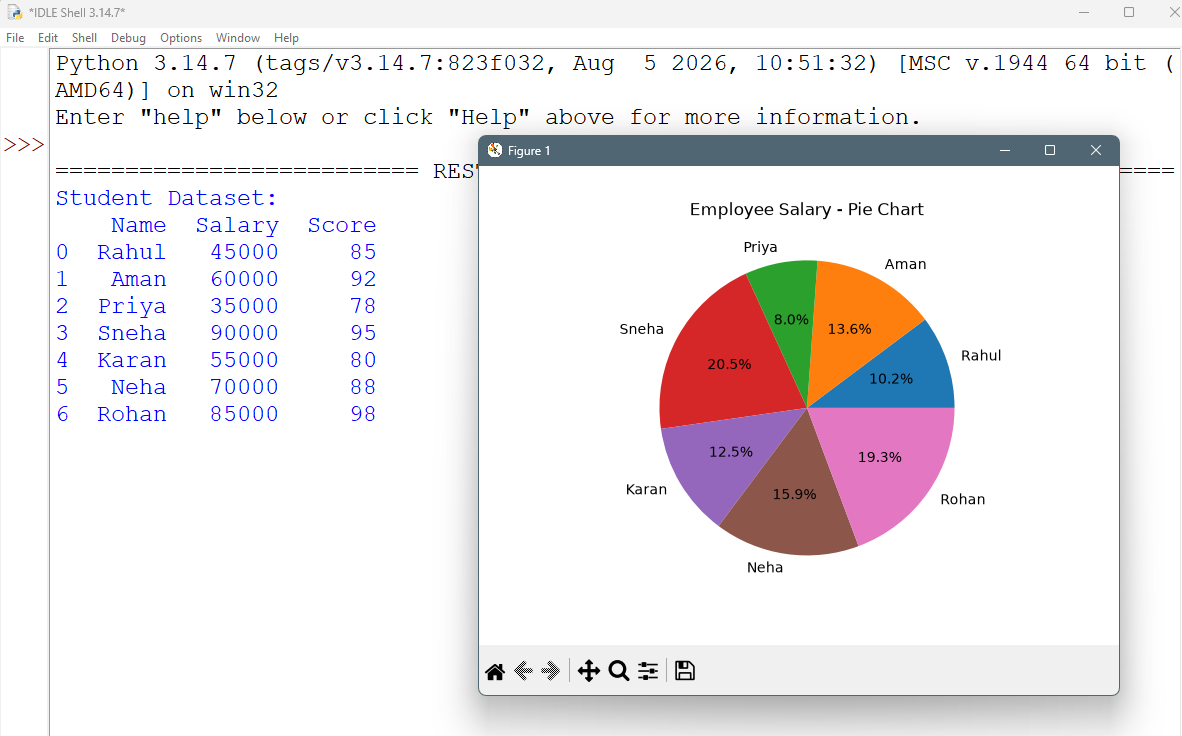 *IDLE Shell 3.14.7*
File Edit Shell Debug Options Window Help
Python 3.14.7 (tags/v3.14.7:823f032, Aug  5 2026, 10:51:32) [MSC v.1944 64 bit (
AMD64)] on win32
Enter "help" below or click "Help" above for more information.
>>>
========================== RES
====
Student Dataset:
    Name  Salary  Score
0  Rahul   45000     85
1   Aman   60000     92
2  Priya   35000     78
3  Sneha   90000     95
4  Karan   55000     80
5   Neha   70000     88
6  Rohan   85000     98
Figure 1
Employee Salary - Pie Chart
Priya
Aman
Sneha
8.0%
13.6%
Rahul
20.5%
10.2%
12.5%
19.3%
Karan
15.9%
Rohan
Neha